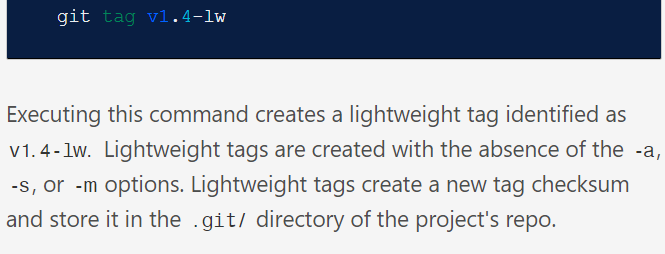 git tag v1.4-lw
Executing this command creates a lightweight tag identified as
v1.4-lw. Lightweight tags are created with the absence of the -a,
-s, or -m options. Lightweight tags create a new tag checksum
and store it in the .git/ directory of the project's repo.